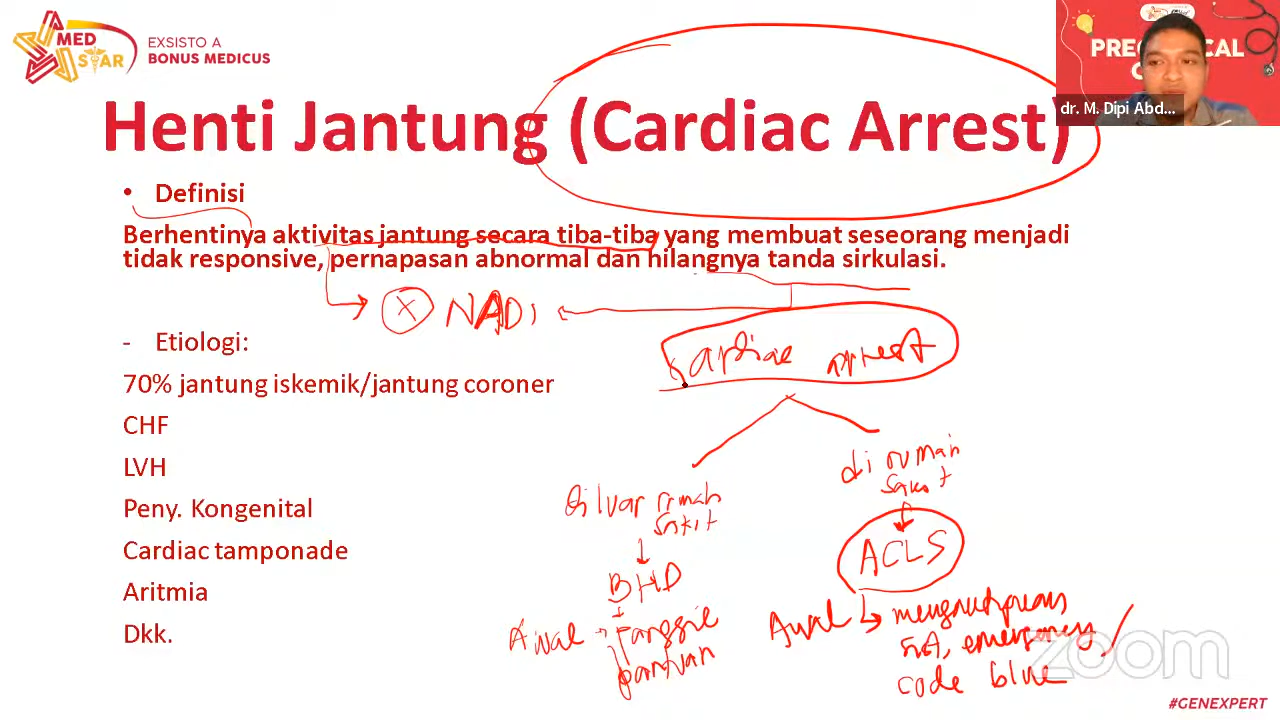 MED
STAR
EXSISTO A
BONUS MEDICUS
dr. M. Dipi Abd...
Henti Jantung (Cardiac Arrest)
• Definisi
Berhentinya aktivitas jantung secara tiba-tiba yang membuat seseorang menjadi
tidak responsive, pernapasan abnormal dan hilangnya tanda sirkulasi.
X NADI
- Etiologi:
70% jantung iskemik/jantung coroner
CHF
LVH
Peny. Kongenital
Cardiac tamponade
Aritmia
Dkk.
cardiac arrest
di luar rumah
sakit
BHD
+
Awal → panggil
bantuan
di rumah
sakit
ACLS
Awal
emergency /
code blue
zoom
#GENEXPERT